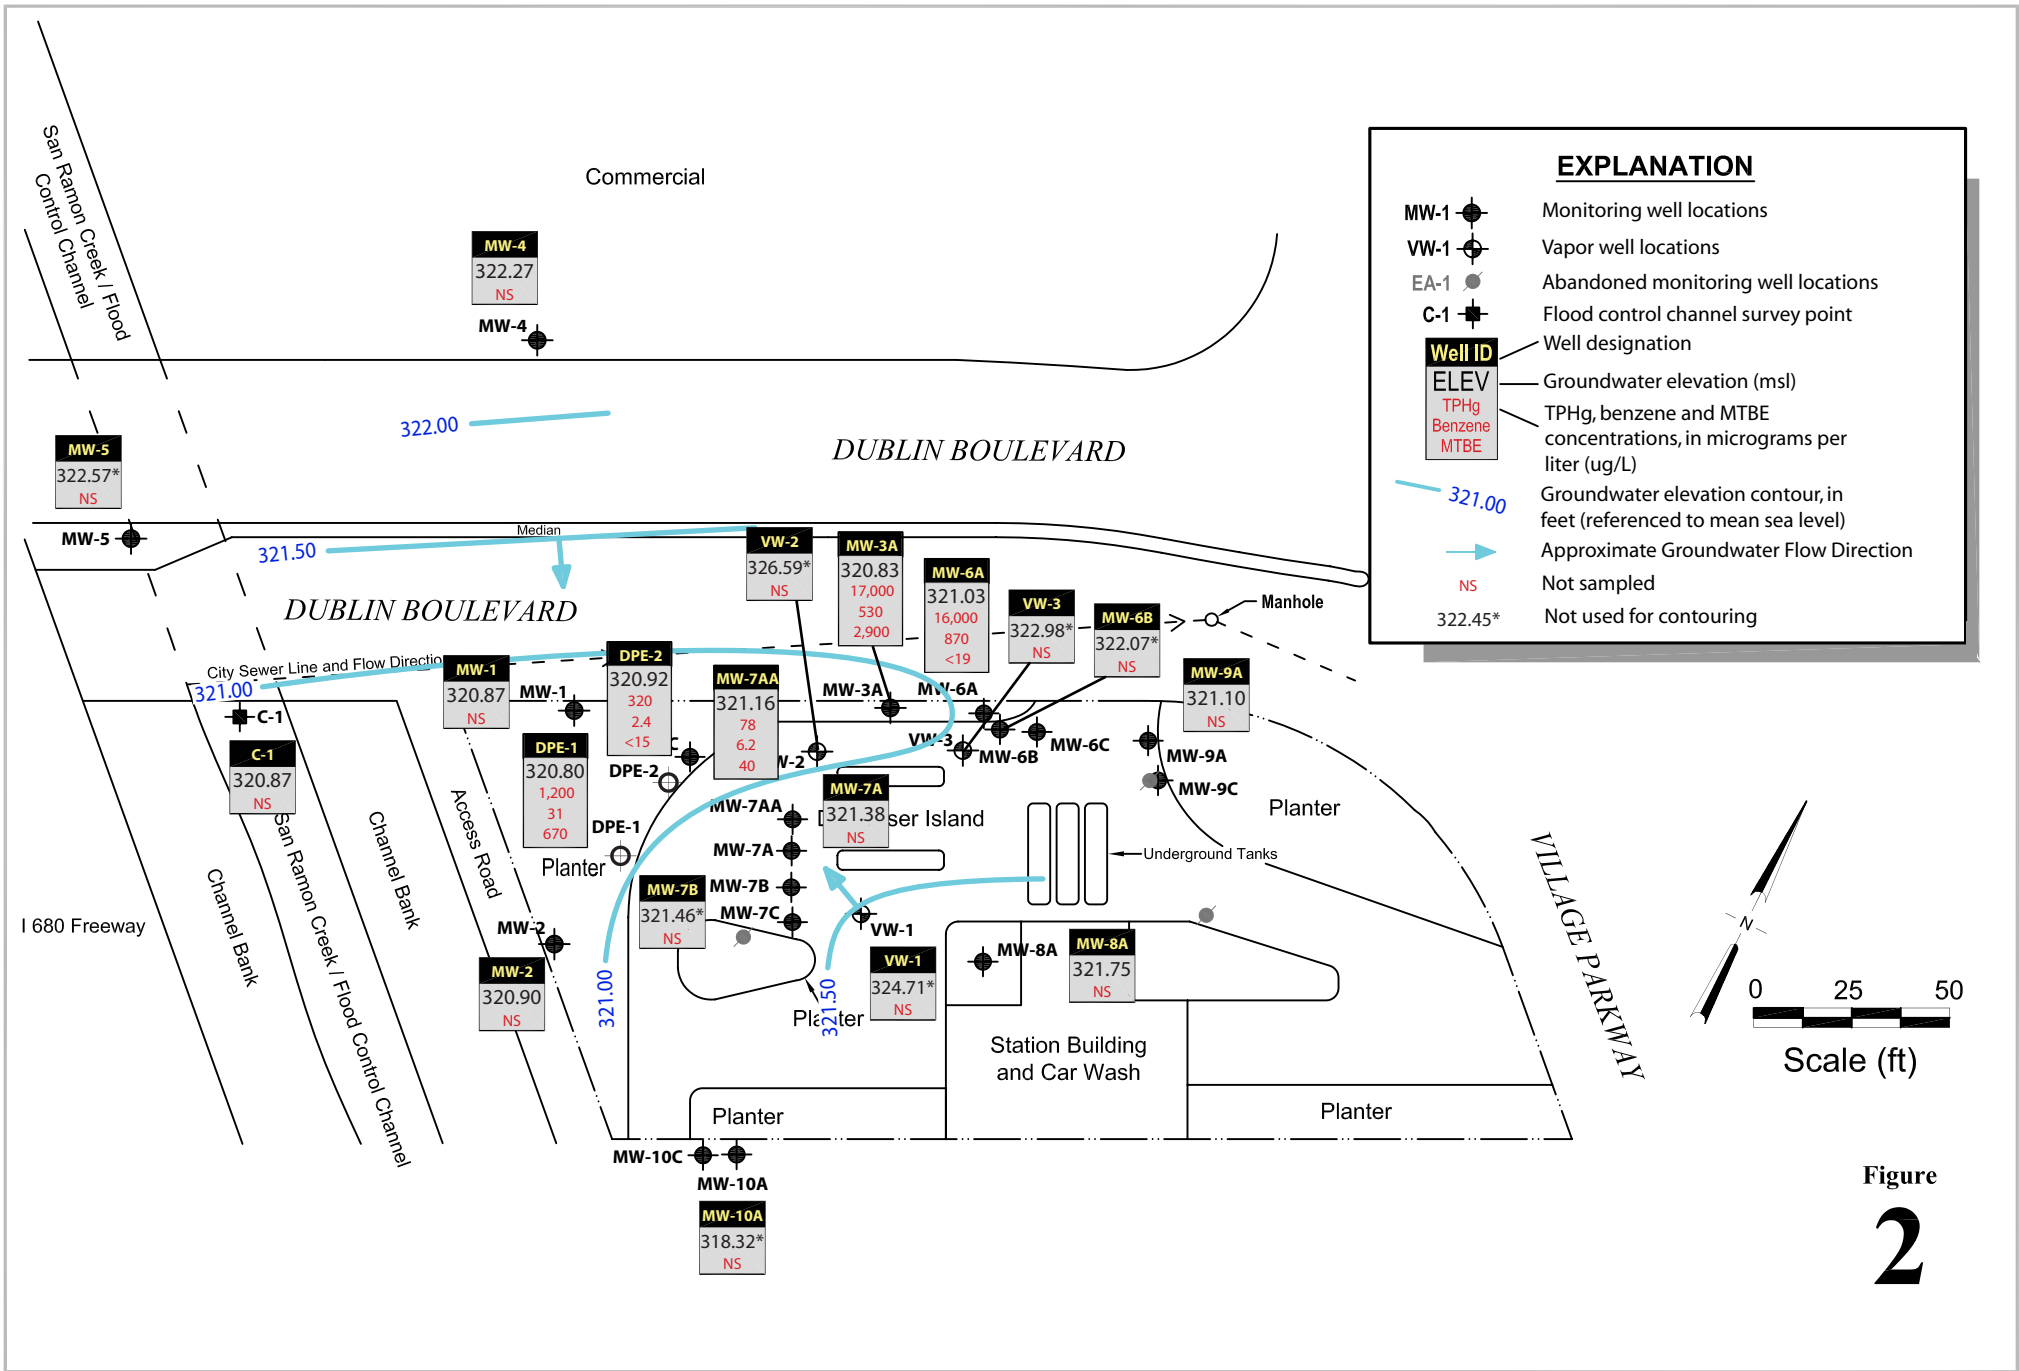 San Ramon Creek / Flood
Control Channel
Commercial
MW-4
322.27
NS
MW-4
322.00
DUBLIN BOULEVARD
MW-5
322.57*
NS
MW-5
321.50
Median
DUBLIN BOULEVARD
VW-2
326.59*
NS
MW-3A
320.83
17,000
530
2,900
MW-6A
321.03
16,000
870
<19
VW-3
322.98*
NS
MW-6B
322.07*
NS
Manhole
City Sewer Line and Flow Directio
321.00
MW-1
320.87
NS
MW-1
DPE-2
320.92
320
2.4
<15
MW-7AA
321.16
78
6.2
40
MW-3A
MW-6A
MW-9A
321.10
NS
C-1
C-1
320.87
NS
DPE-1
320.80
1,200
31
670
C
DPE-2
W-2
VW-3
MW-6B
MW-6C
MW-9A
MW-9C
Planter
MW-7AA
MW-7A
321.38
NS
D
ser Island
DPE-1
Planter
MW-7A
Underground Tanks
MW-7B
321.46*
NS
MW-7B
MW-7C
VW-1
VW-1
324.71*
NS
MW-8A
MW-8A
321.75
NS
MW-2
MW-2
320.90
NS
321.00
321.50
Planter
I 680 Freeway
Channel Bank
San Ramon Creek / Flood Control Channel
Channel Bank
Access Road
Station Building
and Car Wash
Planter
Planter
MW-10C
MW-10A
MW-10A
318.32*
NS
VILLAGE PARKWAY
EXPLANATION
MW-1 Monitoring well locations
VW-1 Vapor well locations
EA-1 Abandoned monitoring well locations
C-1 Flood control channel survey point
Well ID Well designation
ELEV Groundwater elevation (msl)
TPHg
Benzene
MTBE
TPHg, benzene and MTBE
concentrations, in micrograms per
liter (ug/L)
321.00 Groundwater elevation contour, in
feet (referenced to mean sea level)
Approximate Groundwater Flow Direction
NS Not sampled
322.45* Not used for contouring
N
0 25 50
Scale (ft)
Figure
2